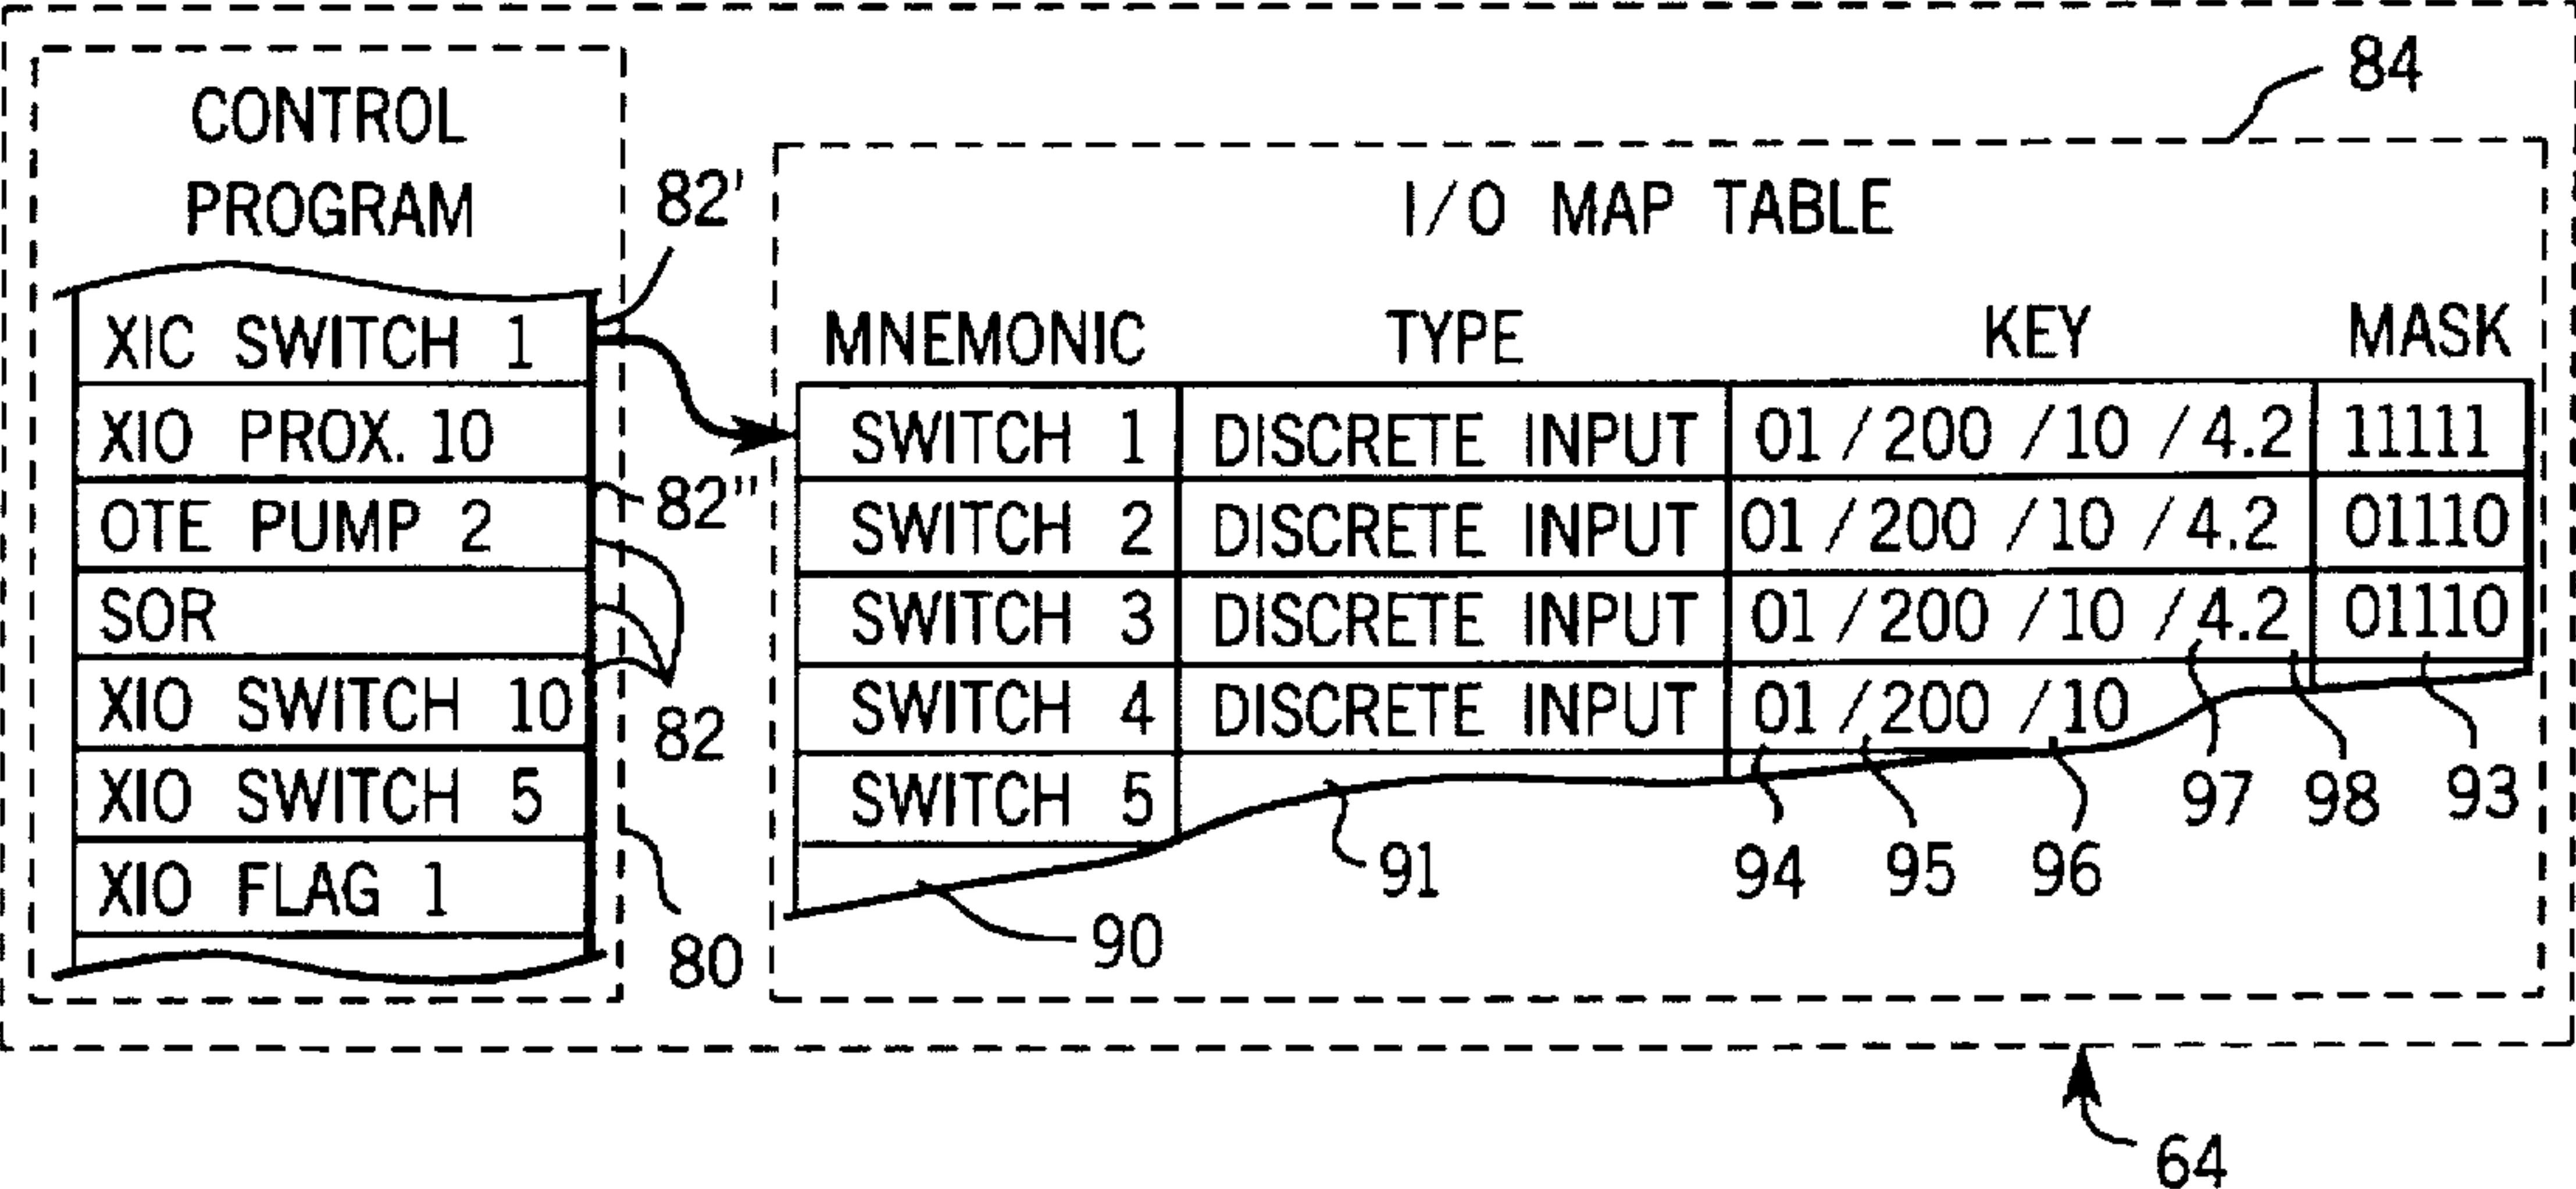 CONTROL
PROGRAM
XIC SWITCH 1
XIO PROX. 10
OTE PUMP 2
SOR
XIO SWITCH 10
XIO SWITCH 5
XIO FLAG 1
82'
82"
82
80
84
I/O MAP TABLE
MNEMONIC TYPE KEY MASK
SWITCH 1 DISCRETE INPUT 01/200/10/4.2 11111
SWITCH 2 DISCRETE INPUT 01/200/10/4.2 01110
SWITCH 3 DISCRETE INPUT 01/200/10/4.2 01110
SWITCH 4 DISCRETE INPUT 01/200/10
SWITCH 5
97 98 93
91 94 95 96
90
64